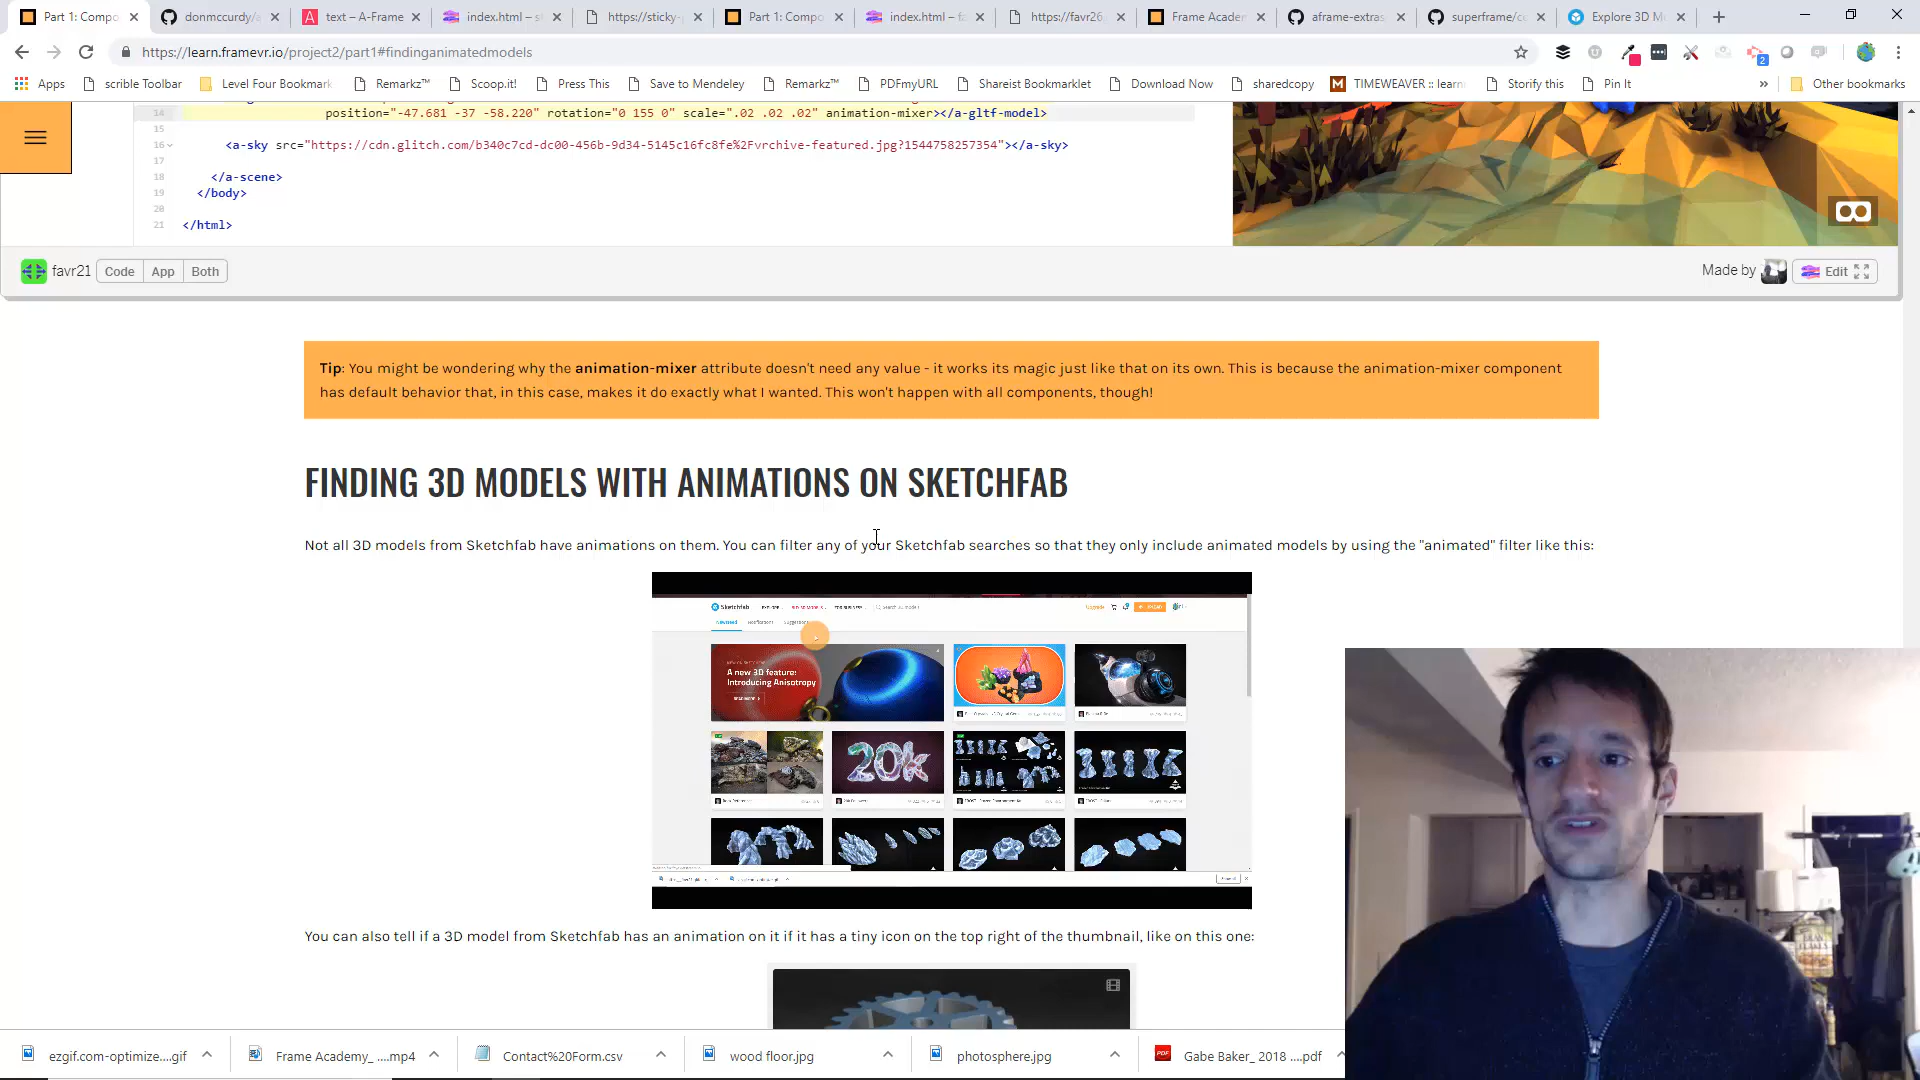 Part 1: Compo
donmccurdy/a
text – A-Frame
index.html – s
https://sticky-
Part 1: Compo
index.html – fa
https://favr26.
Frame Acade
aframe-extras
superframe/co
Explore 3D M
https://learn.framevr.io/project2/part1#findinganimatedmodels
2
Apps
scrible Toolbar
Level Four Bookmark
Remarkz™
Scoop.it!
Press This
Save to Mendeley
Remarkz™
PDFmyURL
Shareist Bookmarklet
Download Now
sharedcopy
TIMEWEAVER :: learn
Storify this
Pin It
»
Other bookmarks
14 position="-47.681 -37 -58.220" rotation="0 155 0" scale=".02 .02 .02" animation-mixer></a-gltf-model>
15
16 <a-sky src="https://cdn.glitch.com/b340c7cd-dc00-456b-9d34-5145c16fc8fe%2Fvrchive-featured.jpg?1544758257354"></a-sky>
17
18 </a-scene>
19 </body>
20
21 </html>
favr21 Code App Both
Made by Edit
Tip: You might be wondering why the animation-mixer attribute doesn't need any value - it works its magic just like that on its own. This is because the animation-mixer component
has default behavior that, in this case, makes it do exactly what I wanted. This won't happen with all components, though!
FINDING 3D MODELS WITH ANIMATIONS ON SKETCHFAB
Not all 3D models from Sketchfab have animations on them. You can filter any of your Sketchfab searches so that they only include animated models by using the "animated" filter like this:
Sketchfab
A new 3D feature:
Introducing Anisotropy
20k
You can also tell if a 3D model from Sketchfab has an animation on it if it has a tiny icon on the top right of the thumbnail, like on this one:
ezgif.com-optimize....gif
Frame Academy_ ....mp4
Contact%20Form.csv
wood floor.jpg
photosphere.jpg
Gabe Baker_ 2018 ....pdf